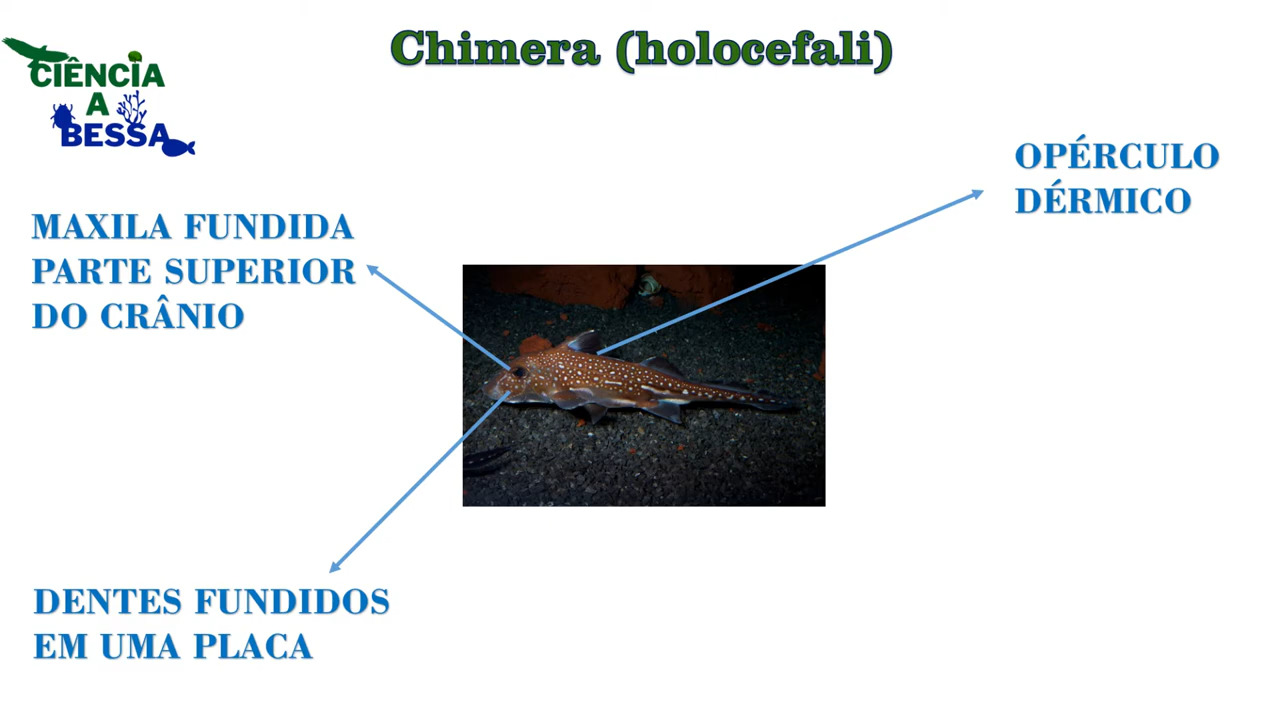 Chimera (holocefali)
CIÊNCIA
A
BESSA
OPÉRCULO
DÉRMICO
MAXILA FUNDIDA
PARTE SUPERIOR
DO CRÂNIO
DENTES FUNDIDOS
EM UMA PLACA